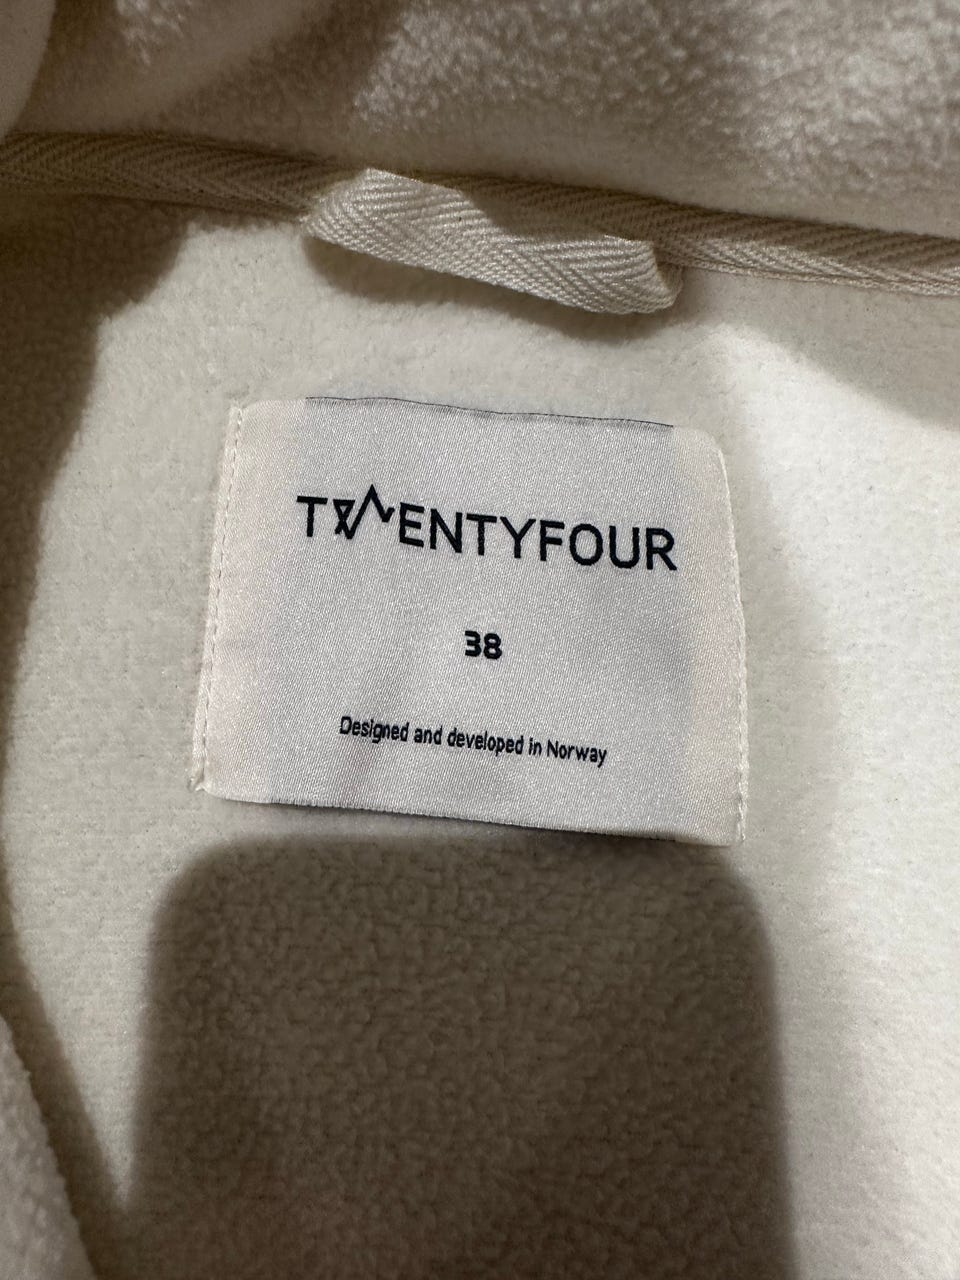 TWENTYFOUR
38
Designed and developed in Norway